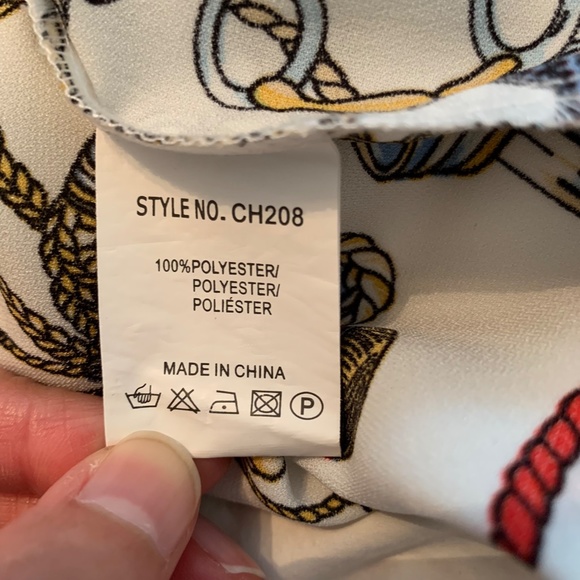 STYLE NO. CH208
100%POLYESTER/
POLYESTER/
POLIÉSTER
MADE IN CHINA
P